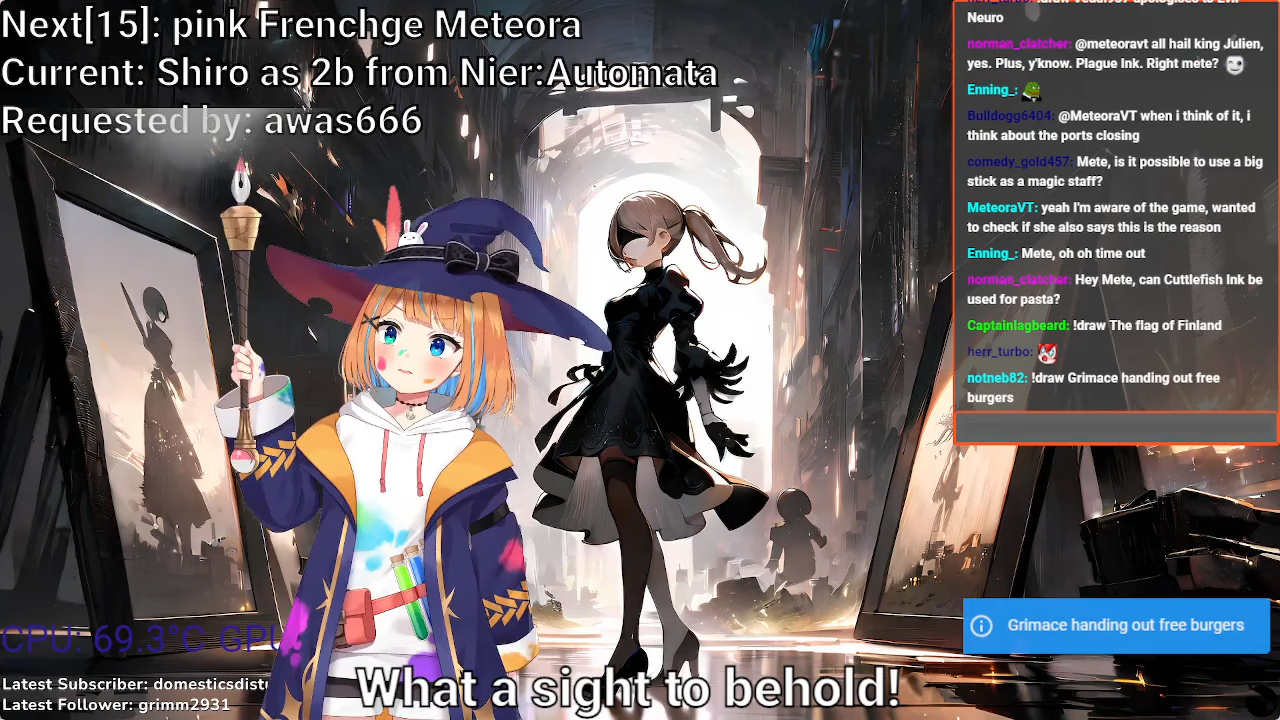 Next[15]: pink Frenchge Meteora
Current: Shiro as 2b from Nier:Automata
Requested by: awas666
Neuro
norman_clatcher: @meteoravt all hail king Julien,
yes. Plus, y'know. Plague Ink. Right mete?
Enning_:
Bulldogg6404: @MeteoraVT when i think of it, i
think about the ports closing
comedy_gold457: Mete, is it possible to use a big
stick as a magic staff?
MeteoraVT: yeah I'm aware of the game, wanted
to check if she also says this is the reason
Enning_: Mete, oh oh time out
norman_clatcher: Hey Mete, can Cuttlefish Ink be
used for pasta?
Captainlagbeard: !draw The flag of Finland
herr_turbo:
notneb82: !draw Grimace handing out free
burgers
Grimace handing out free burgers
CPU: 69.3°C GPU
What a sight to behold!
Latest Subscriber: domesticdist
Latest Follower: grimm2931